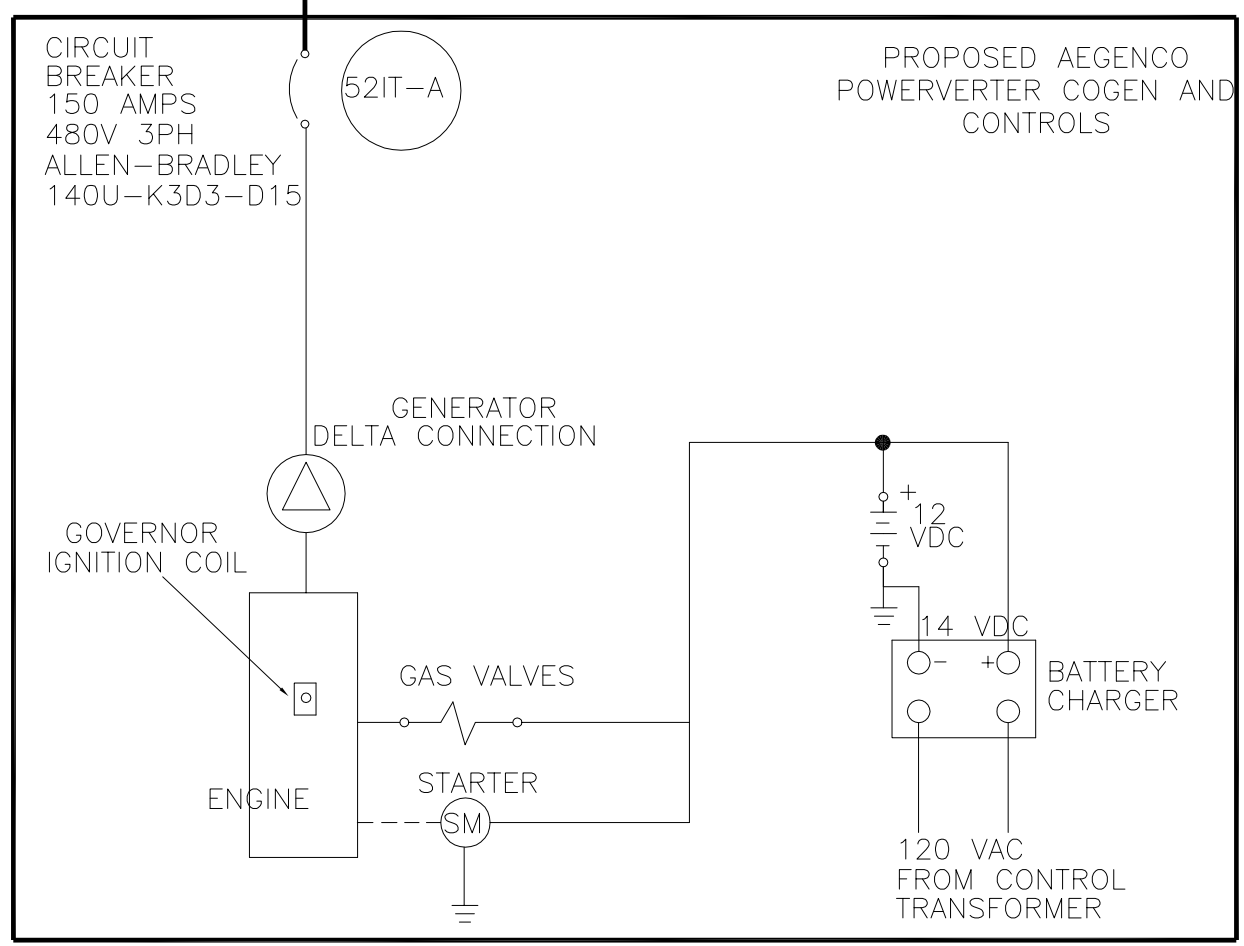 CIRCUIT
BREAKER
150 AMPS
480V 3PH
ALLEN-BRADLEY
140U-K3D3-D15
52IT-A
PROPOSED AEGENCO
POWERVERTER COGEN AND
CONTROLS
GENERATOR
DELTA CONNECTION
GOVERNOR
IGNITION COIL
+
12
VDC
14 VDC
- +
BATTERY
CHARGER
GAS VALVES
STARTER
SM
ENGINE
120 VAC
FROM CONTROL
TRANSFORMER